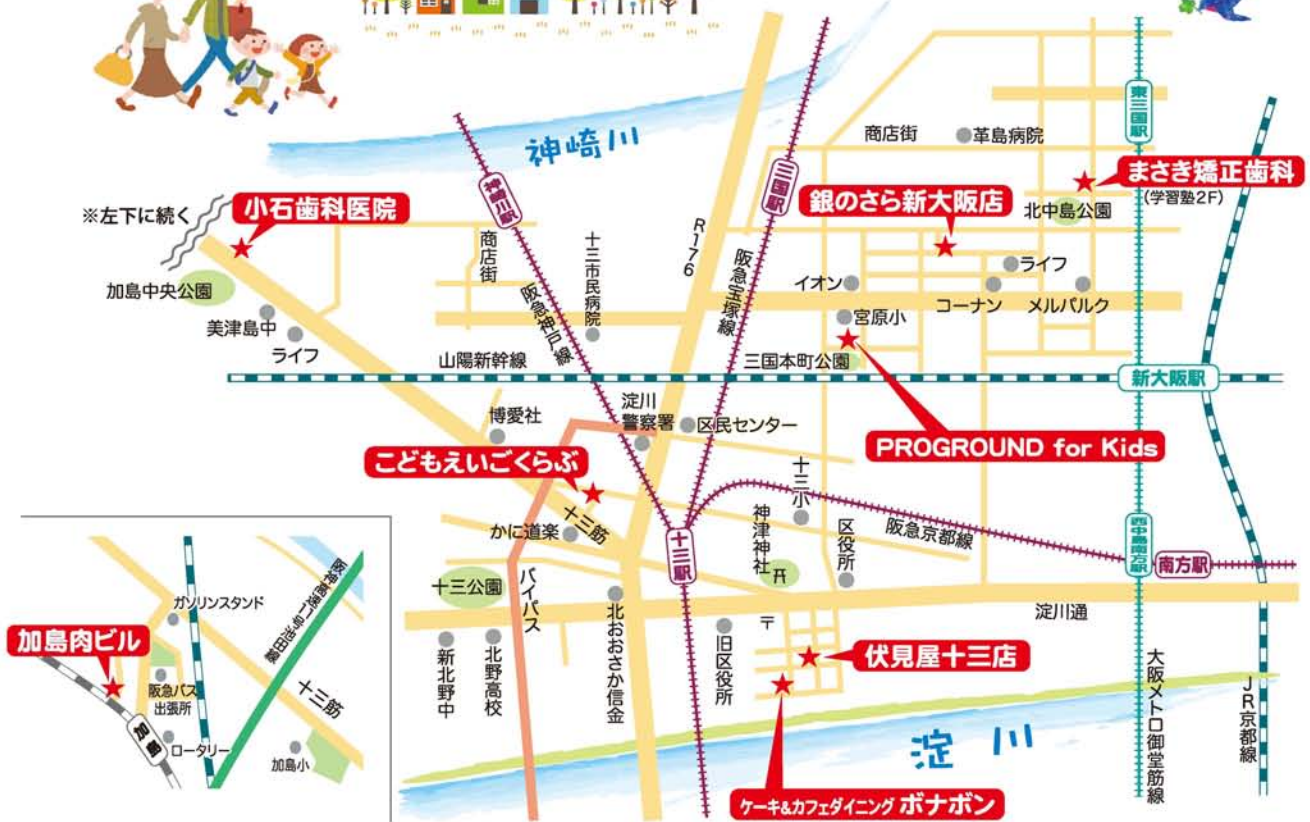 神崎川
東三国駅
商店街
革島病院
まさき矯正歯科
(学習塾2F)
三国駅
神崎川駅
銀のさら新大阪店
北中島公園
小石歯科医院
※左下に続く
R176
阪急宝塚線
商店街
十三市民病院
イオン
ライフ
コーナン
メルパルク
加島中央公園
阪急神戸線
宮原小
美津島中
ライフ
山陽新幹線
三国本町公園
新大阪駅
博愛社
淀川
警察署
区民センター
PROGROUND for Kids
こどもえいごくらぶ
十三小
十三筋
かに道楽
神津神社
区役所
阪急京都線
西中島南方駅
南方駅
十三駅
十三公園
バイパス
淀川通
北おおさか信金
〒
旧区役所
新北野中
北野高校
伏見屋十三店
大阪メトロ御堂筋線
JR京都線
淀川
ケーキ&カフェダイニング ボナボン
ガソリンスタンド
阪神高速11号池田線
加島肉ビル
阪急バス
出張所
十三筋
加島
ロータリー
加島小